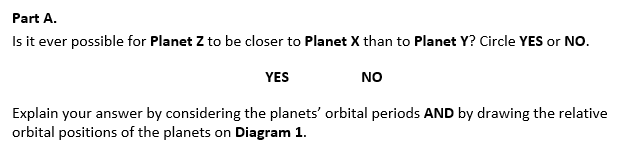 Part A.
Is it ever possible for Planet Z to be closer to Planet X than to Planet Y? Circle YES or NO.
YES NO
Explain your answer by considering the planets' orbital periods AND by drawing the relative
orbital positions of the planets on Diagram 1.